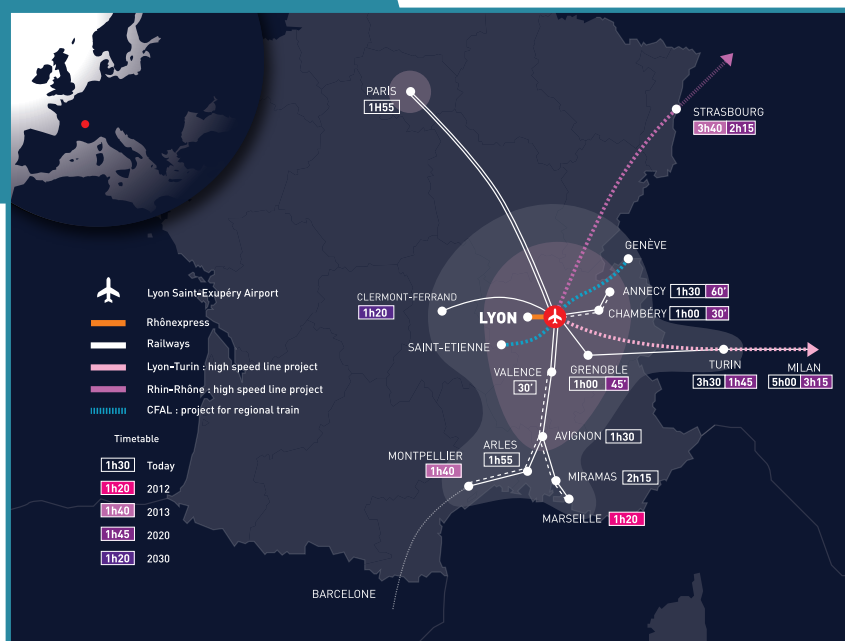 PARIS
1H55
STRASBOURG
3h40 2h15
GENÈVE
ANNECY 1h30 60'
CHAMBÉRY 1h00 30'
CLERMONT-FERRAND
1h20
LYON
SAINT-ETIENNE
VALENCE
30'
GRENOBLE
1h00 45'
TURIN
3h30 1h45
MILAN
5h00 3h15
AVIGNON 1h30
ARLES
1h55
MONTPELLIER
1h40
MIRAMAS 2h15
MARSEILLE 1h20
BARCELONE
Lyon Saint-Exupéry Airport
Rhônexpress
Railways
Lyon-Turin : high speed line project
Rhin-Rhône : high speed line project
CFAL : project for regional train
Timetable
1h30 Today
1h20 2012
1h40 2013
1h45 2020
1h20 2030